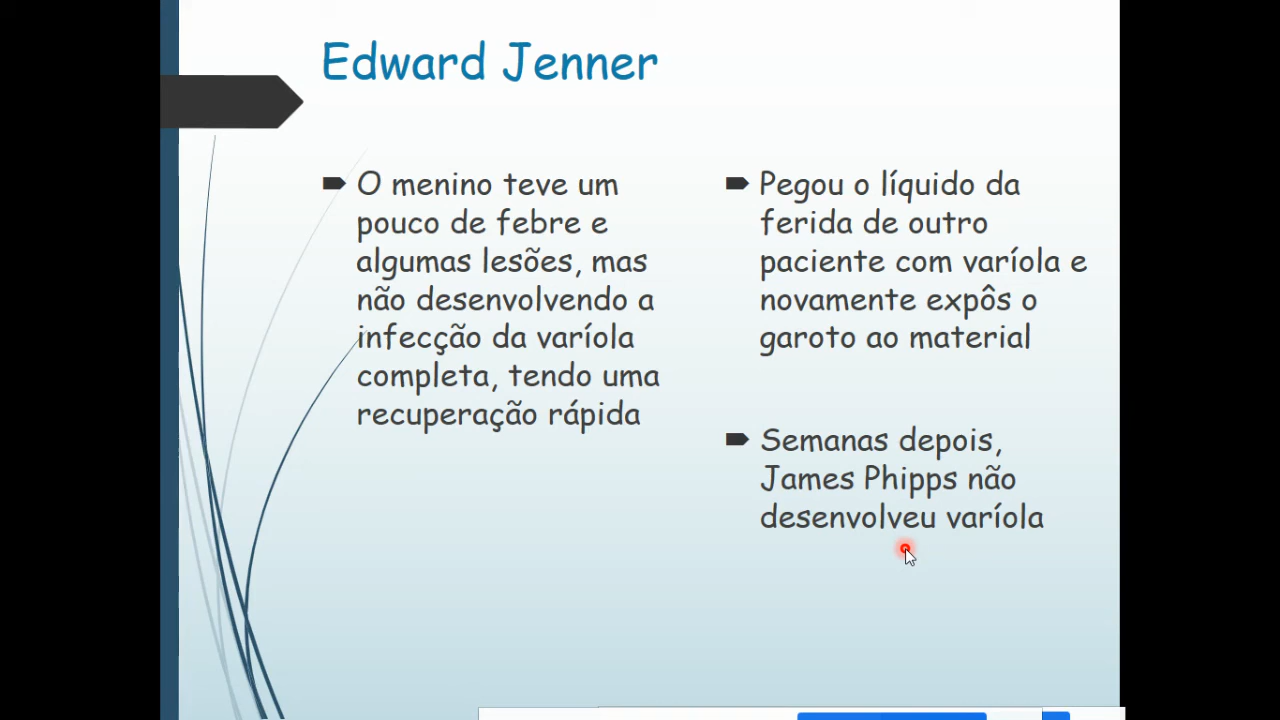 Edward Jenner
O menino teve um
pouco de febre e
algumas lesões, mas
não desenvolvendo a
infecção da varíola
completa, tendo uma
recuperação rápida
Pegou o líquido da
ferida de outro
paciente com varíola e
novamente expôs o
garoto ao material
Semanas depois,
James Phipps não
desenvolveu varíola